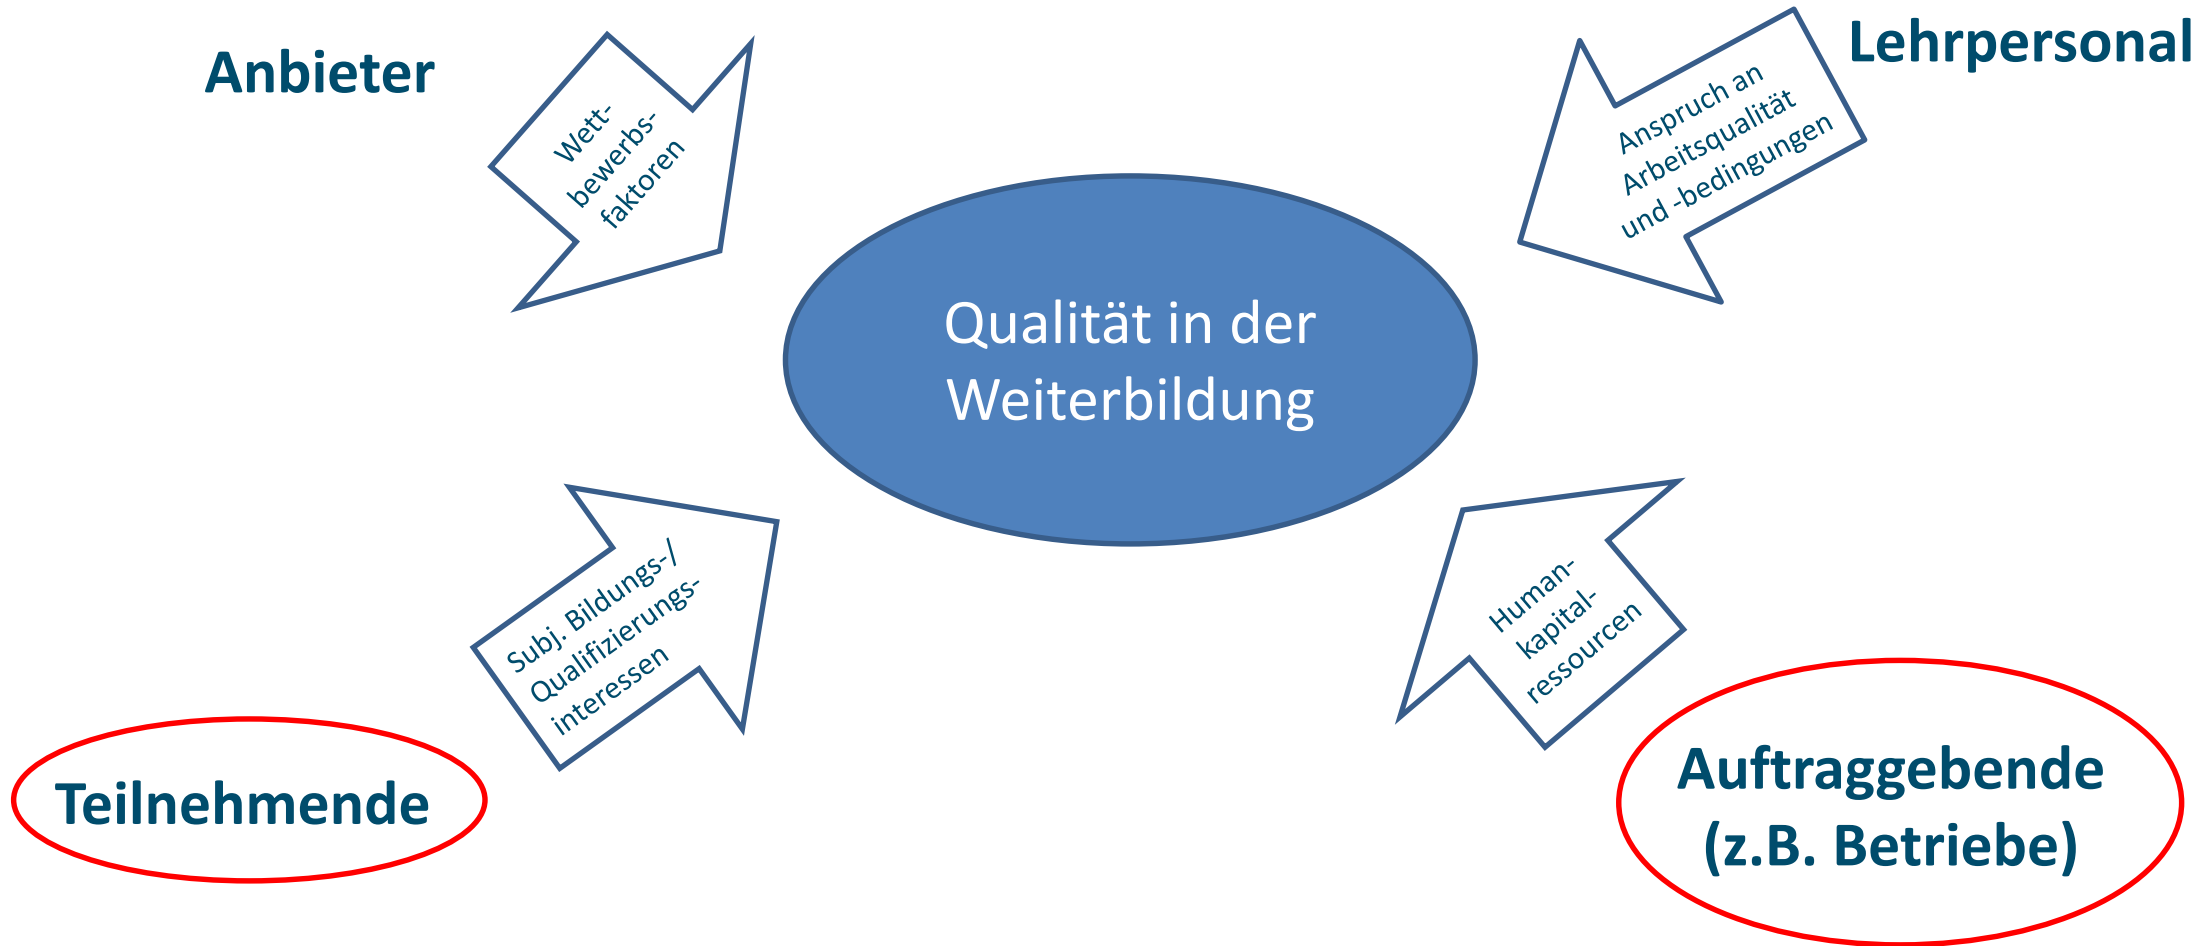 Anbieter
Wett-
bewerbs-
faktoren
Lehrpersonal
Anspruch an
Arbeitsqualität
und -bedingungen
Qualität in der
Weiterbildung
Subj. Bildungs-/
Qualifizierungs-
interessen
Teilnehmende
Human-
kapital-
ressourcen
Auftraggebende
(z.B. Betriebe)